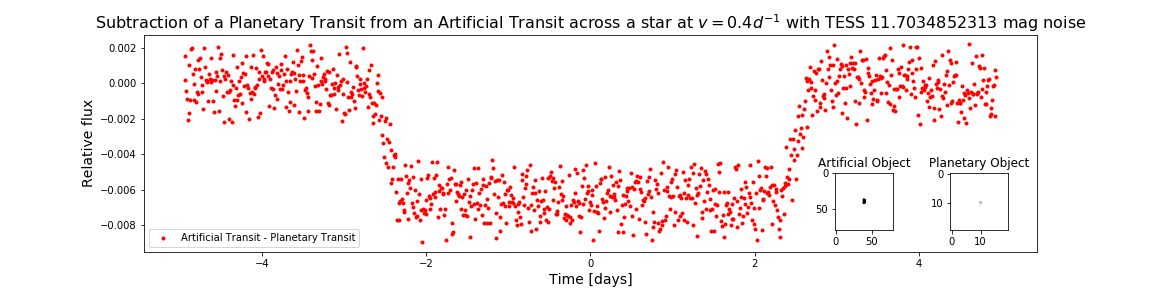 Subtraction of a Planetary Transit from an Artificial Transit across a star at v = 0.4d⁻¹ with TESS 11.7034852313 mag noise
Relative flux
0.002
0.000
−0.002
−0.004
−0.006
−0.008
Artificial Transit - Planetary Transit
Artificial Object
0
50
0 50
Planetary Object
0
10
0 10
−4 −2 0 2 4
Time [days]